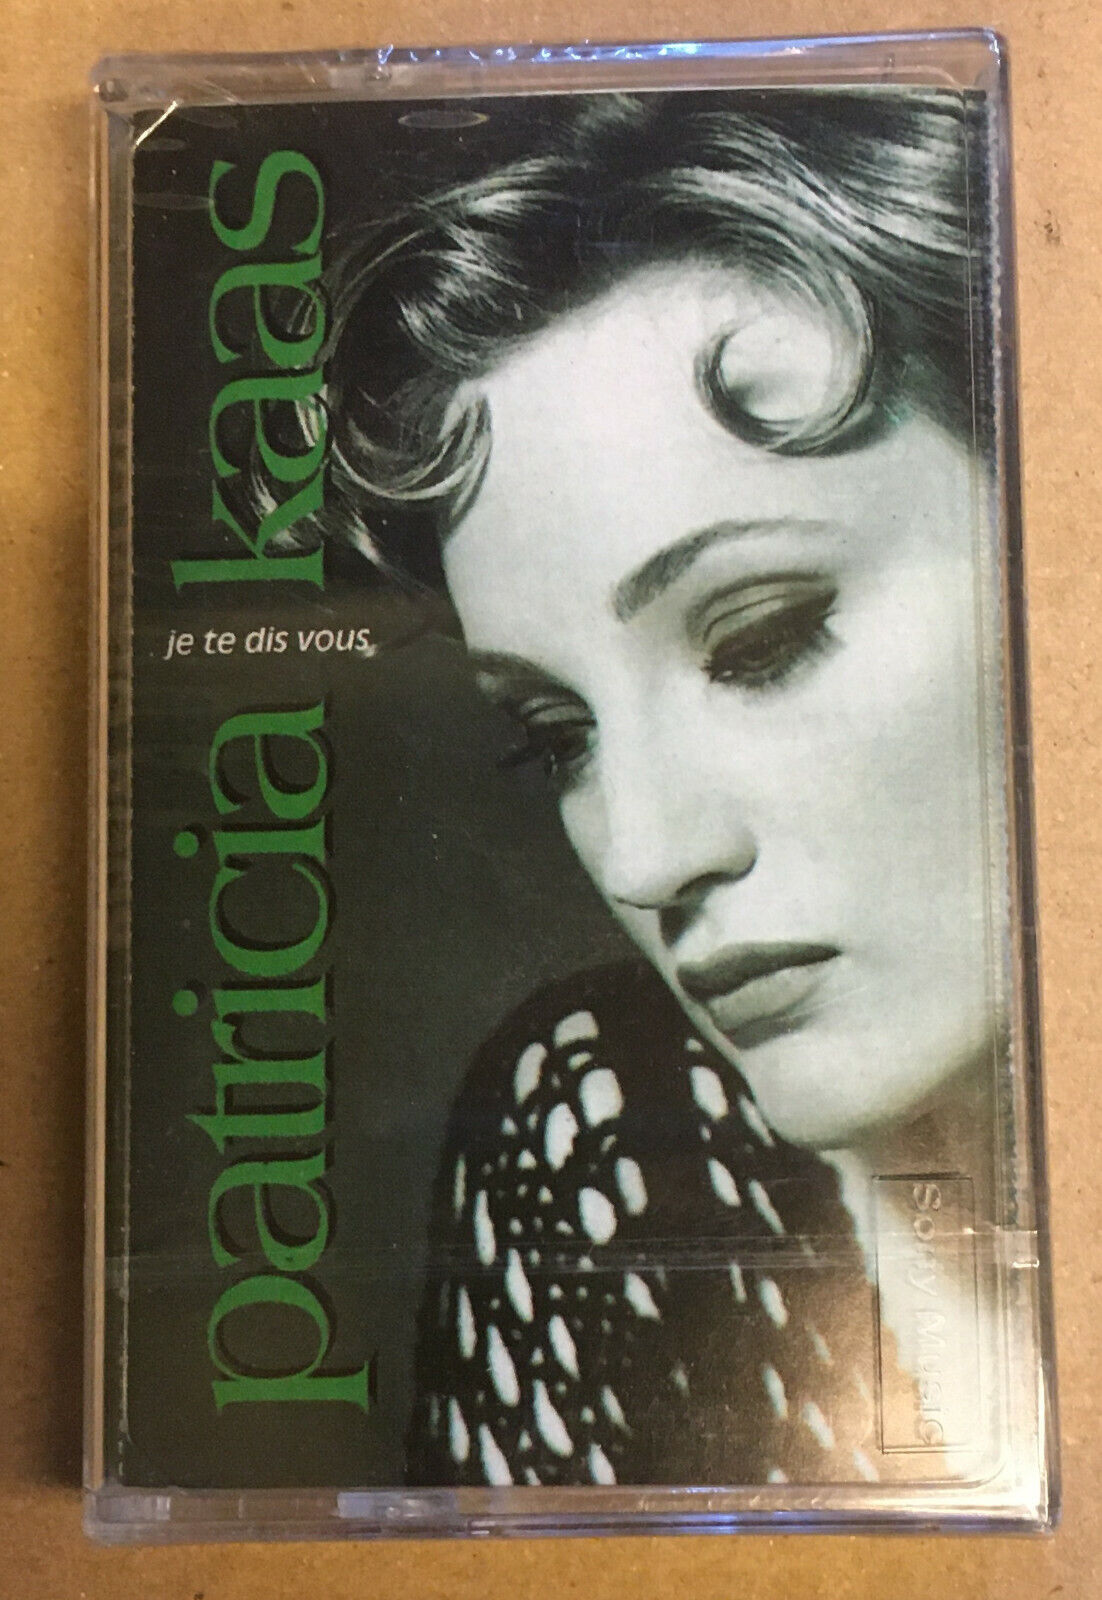 patricia kaas
je te dis vous
Sony Music